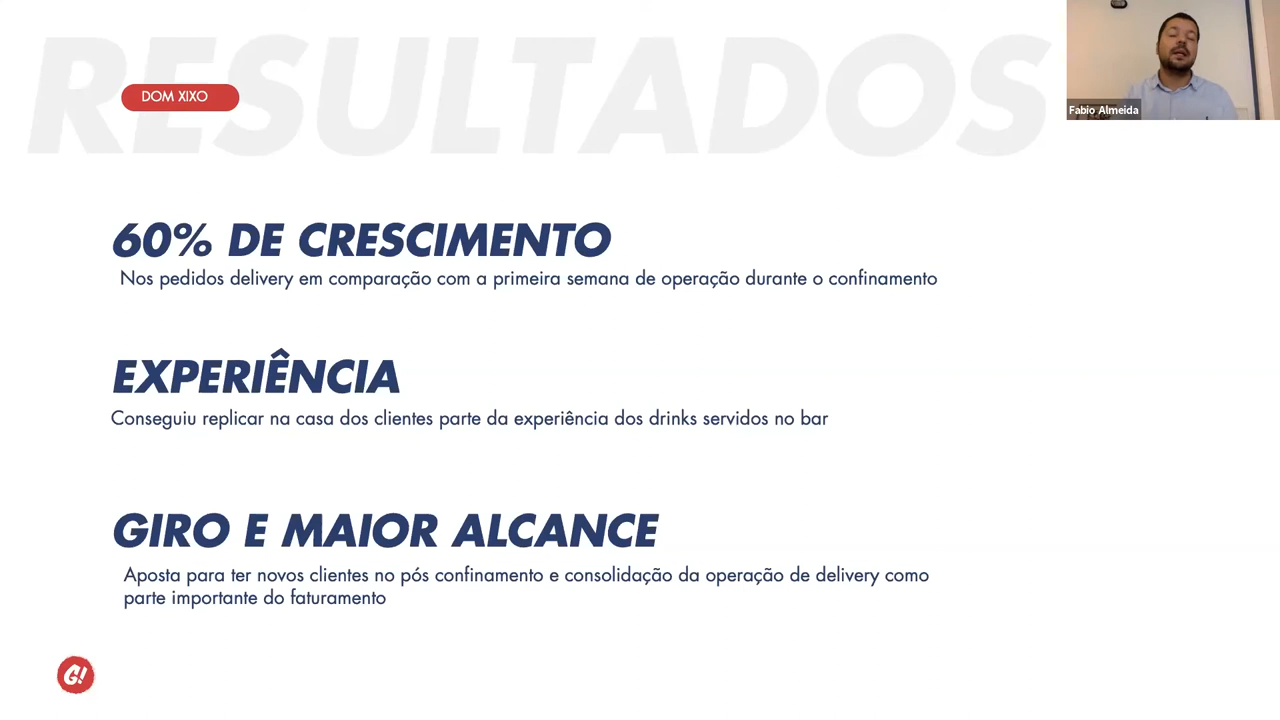 RESULTADOS
DOM XIXO
Fabio Almeida
60% DE CRESCIMENTO
Nos pedidos delivery em comparação com a primeira semana de operação durante o confinamento
EXPERIÊNCIA
Conseguiu replicar na casa dos clientes parte da experiência dos drinks servidos no bar
GIRO E MAIOR ALCANCE
Aposta para ter novos clientes no pós confinamento e consolidação da operação de delivery como
parte importante do faturamento
G!